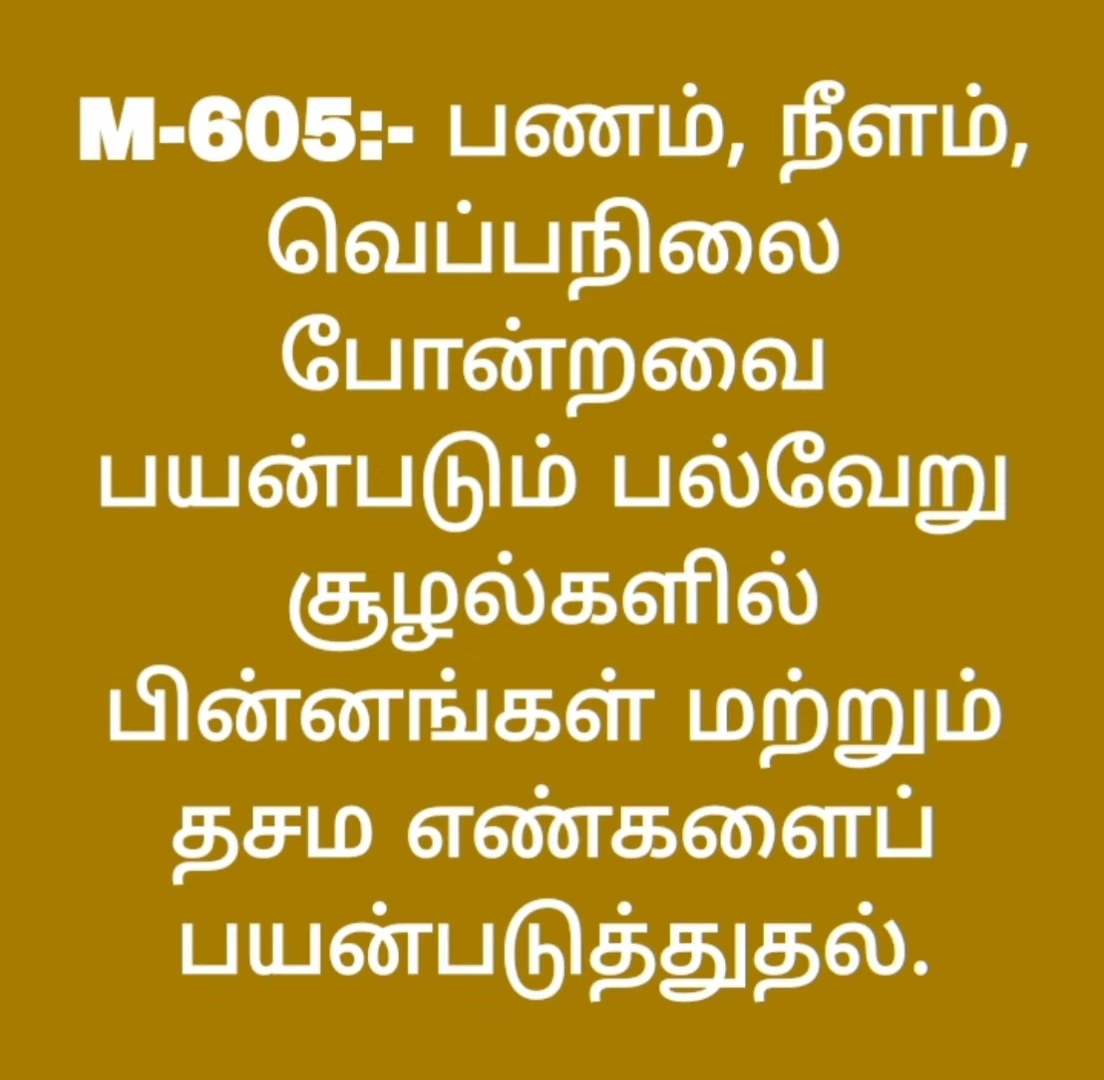 M-605:- பணம், நீளம்,
வெப்பநிலை
போன்றவை
பயன்படும் பல்வேறு
சூழல்களில்
பின்னங்கள் மற்றும்
தசம எண்களைப்
பயன்படுத்துதல்.